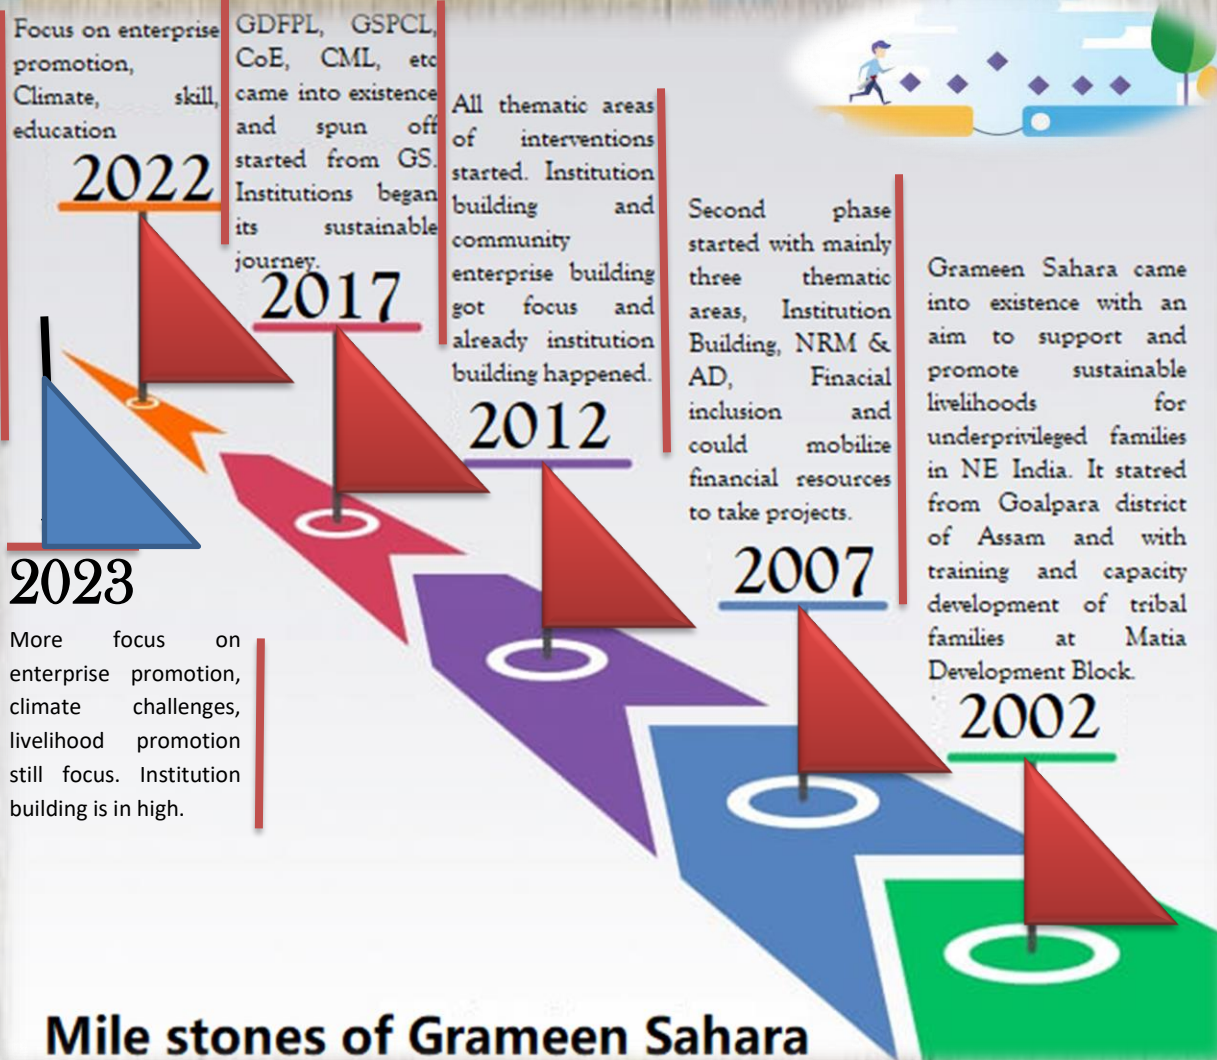 Focus on enterprise
promotion,
Climate, skill,
education
2022
GDFPL, GSPCL,
CoE, CML, etc
came into existence
and spun off
started from GS.
Institutions began
its sustainable
journey.
2017
All thematic areas
of interventions
started. Institution
building and
community
enterprise building
got focus and
already institution
building happened.
2012
Second phase
started with mainly
three thematic
areas, Institution
Building, NRM &
AD, Finacial
inclusion and
could mobilize
financial resources
to take projects.
2007
Grameen Sahara came
into existence with an
aim to support and
promote sustainable
livelihoods for
underprivileged families
in NE India. It statred
from Goalpara district
of Assam and with
training and capacity
development of tribal
families at Matia
Development Block.
2002
2023
More focus on
enterprise promotion,
climate challenges,
livelihood promotion
still focus. Institution
building is in high.
Mile stones of Grameen Sahara